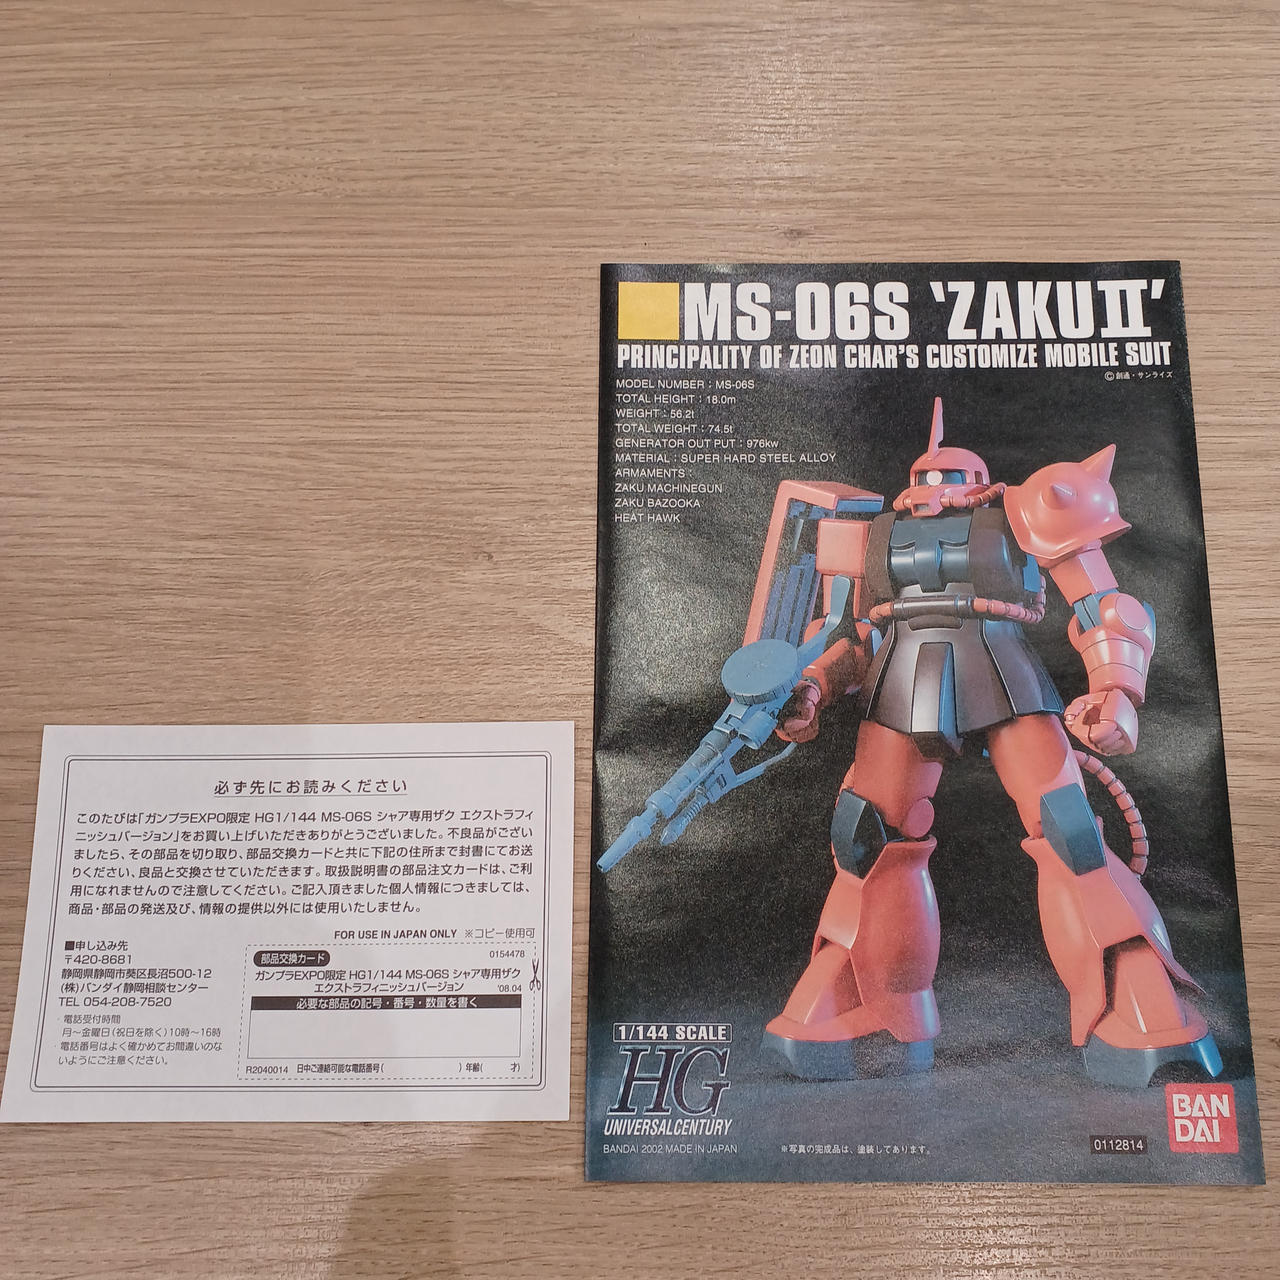 必ず先にお読みください
このたびは「ガンプラEXPO限定 HG1/144 MS-06S シャア専用ザク エクストラフィ
ニッシュバージョン」をお買い上げいただきありがとうございました。不良品がござい
ましたら、その部品を切り取り、部品交換カードと共に下記の住所まで封書にてお送
りください、良品と交換させていただきます。取扱説明書の部品注文カードは、ご利
用になれませんので注意してください。ご記入頂きました個人情報につきましては、
商品・部品の発送及び、情報の提供以外には使用いたしません。
FOR USE IN JAPAN ONLY ※コピー使用可
■申し込み先
〒420-8681
静岡県静岡市葵区長沼500-12
(株)バンダイ静岡相談センター
TEL 054-208-7520
・電話受付時間
月〜金曜日(祝日を除く)10時〜16時
・電話番号はよく確かめてお間違いのな
いようにご注意ください。
部品交換カード 0154478
ガンプラEXPO限定 HG1/144 MS-06S シャア専用ザク
エクストラフィニッシュバージョン '08.04
必要な部品の記号・番号・数量を書く
R2040014 日中ご連絡可能な電話番号( )年齢( 才)
MS-06S 'ZAKUII'
PRINCIPALITY OF ZEON CHAR'S CUSTOMIZE MOBILE SUIT
©創通・サンライズ
MODEL NUMBER：MS-06S
TOTAL HEIGHT：18.0m
WEIGHT：56.2t
TOTAL WEIGHT：74.5t
GENERATOR OUT PUT：976kw
MATERIAL：SUPER HARD STEEL ALLOY
ARMAMENTS：
ZAKU MACHINEGUN
ZAKU BAZOOKA
HEAT HAWK
1/144 SCALE
HG
UNIVERSAL CENTURY
BANDAI 2002 MADE IN JAPAN
※写真の完成品は、塗装してあります。
0112814
BAN
DAI